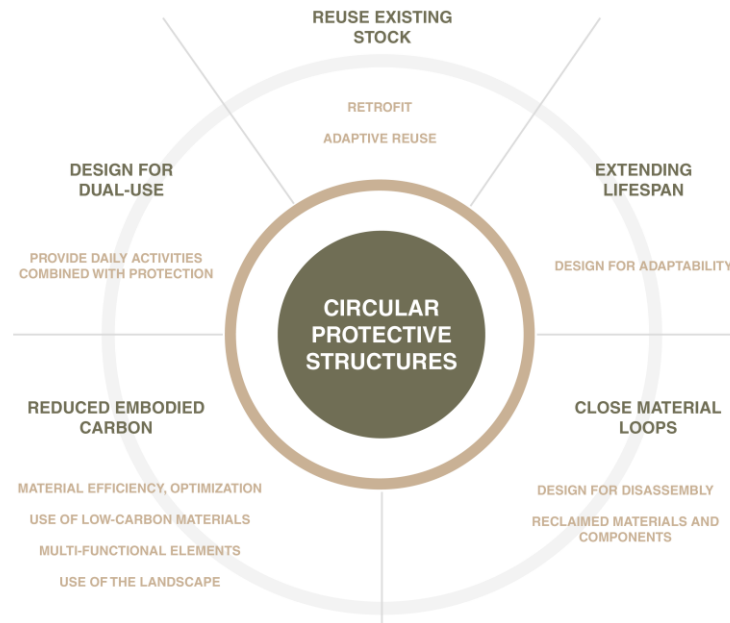 REUSE EXISTING
STOCK
RETROFIT
ADAPTIVE REUSE
DESIGN FOR
DUAL-USE
PROVIDE DAILY ACTIVITIES
COMBINED WITH PROTECTION
EXTENDING
LIFESPAN
DESIGN FOR ADAPTABILITY
CIRCULAR
PROTECTIVE
STRUCTURES
REDUCED EMBODIED
CARBON
MATERIAL EFFICIENCY, OPTIMIZATION
USE OF LOW-CARBON MATERIALS
MULTI-FUNCTIONAL ELEMENTS
USE OF THE LANDSCAPE
CLOSE MATERIAL
LOOPS
DESIGN FOR DISASSEMBLY
RECLAIMED MATERIALS AND
COMPONENTS